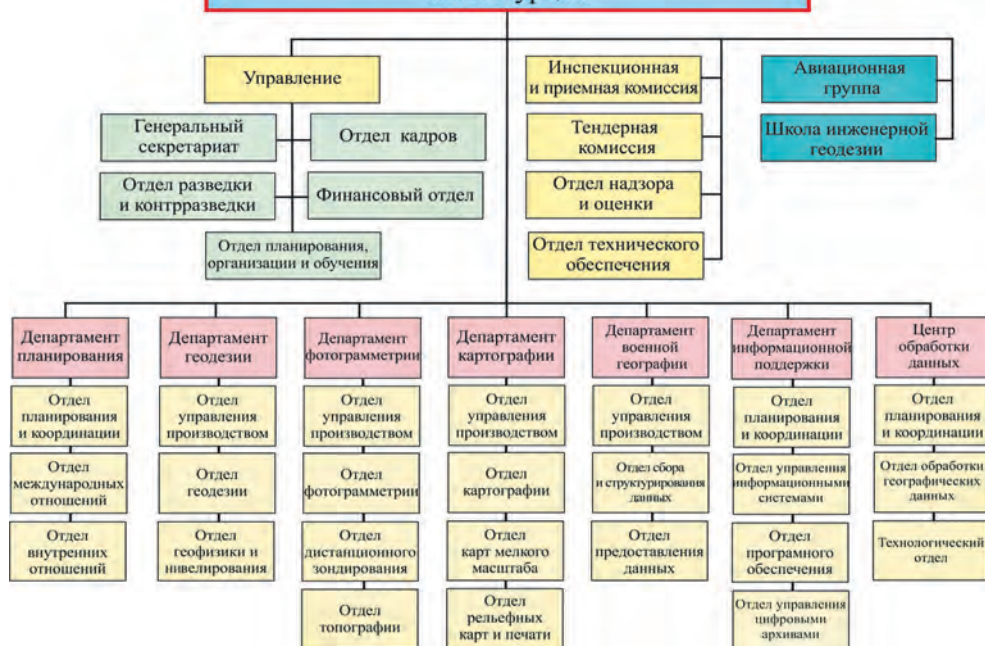 Управление
Генеральный
секретариат
Отдел кадров
Отдел разведки
и контрразведки
Финансовый отдел
Отдел планирования,
организации и обучения
Инспекционная
и приемная комиссия
Тендерная
комиссия
Отдел надзора
и оценки
Отдел технического
обеспечения
Авиационная
группа
Школа инженерной
геодезии
Департамент
планирования
Отдел
планирования
и координации
Отдел
международных
отношений
Отдел
внутренних
отношений
Департамент
геодезии
Отдел
управления
производством
Отдел
геодезии
Отдел
геофизики и
нивелирования
Департамент
фотограмметрии
Отдел
управления
производством
Отдел
фотограмметрии
Отдел
дистанционного
зондирования
Отдел
топографии
Департамент
картографии
Отдел
управления
производством
Отдел
картографии
Отдел
карт мелкого
масштаба
Отдел
рельефных
карт и печати
Департамент
военной
географии
Отдел
управления
производством
Отдел сбора
и структурирования
данных
Отдел
предоставления
данных
Департамент
информационной
поддержки
Отдел
планирования
и координации
Отдел управления
информационными
системами
Отдел
програмного
обеспечения
Отдел управления
цифровыми
архивами
Центр
обработки
данных
Отдел
планирования
и координации
Отдел обработки
географических
данных
Технологический
отдел